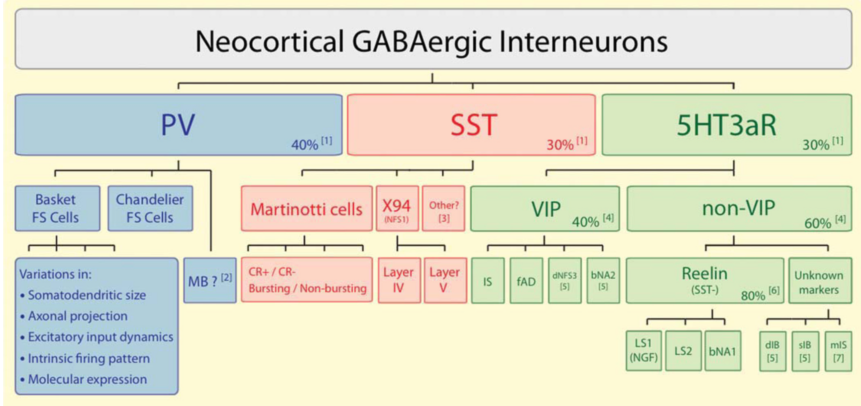 Neocortical GABAergic Interneurons
PV
40% [1]
SST
30% [1]
5HT3aR
30% [1]
Basket
FS Cells
Chandelier
FS Cells
Martinotti cells
X94
(NFS1)
Other?
[3]
VIP
40% [4]
non-VIP
60% [4]
Variations in:
• Somatodendritic size
• Axonal projection
• Excitatory input dynamics
• Intrinsic firing pattern
• Molecular expression
MB ? [2]
CR+ / CR-
Bursting / Non-bursting
Layer
IV
Layer
V
IS
fAD
dNFS3
[5]
bNA2
[5]
Reelin
(SST-)
80% [6]
Unknown
markers
LS1
(NGF)
LS2
bNA1
dIB
[5]
sIB
[5]
mIS
[7]